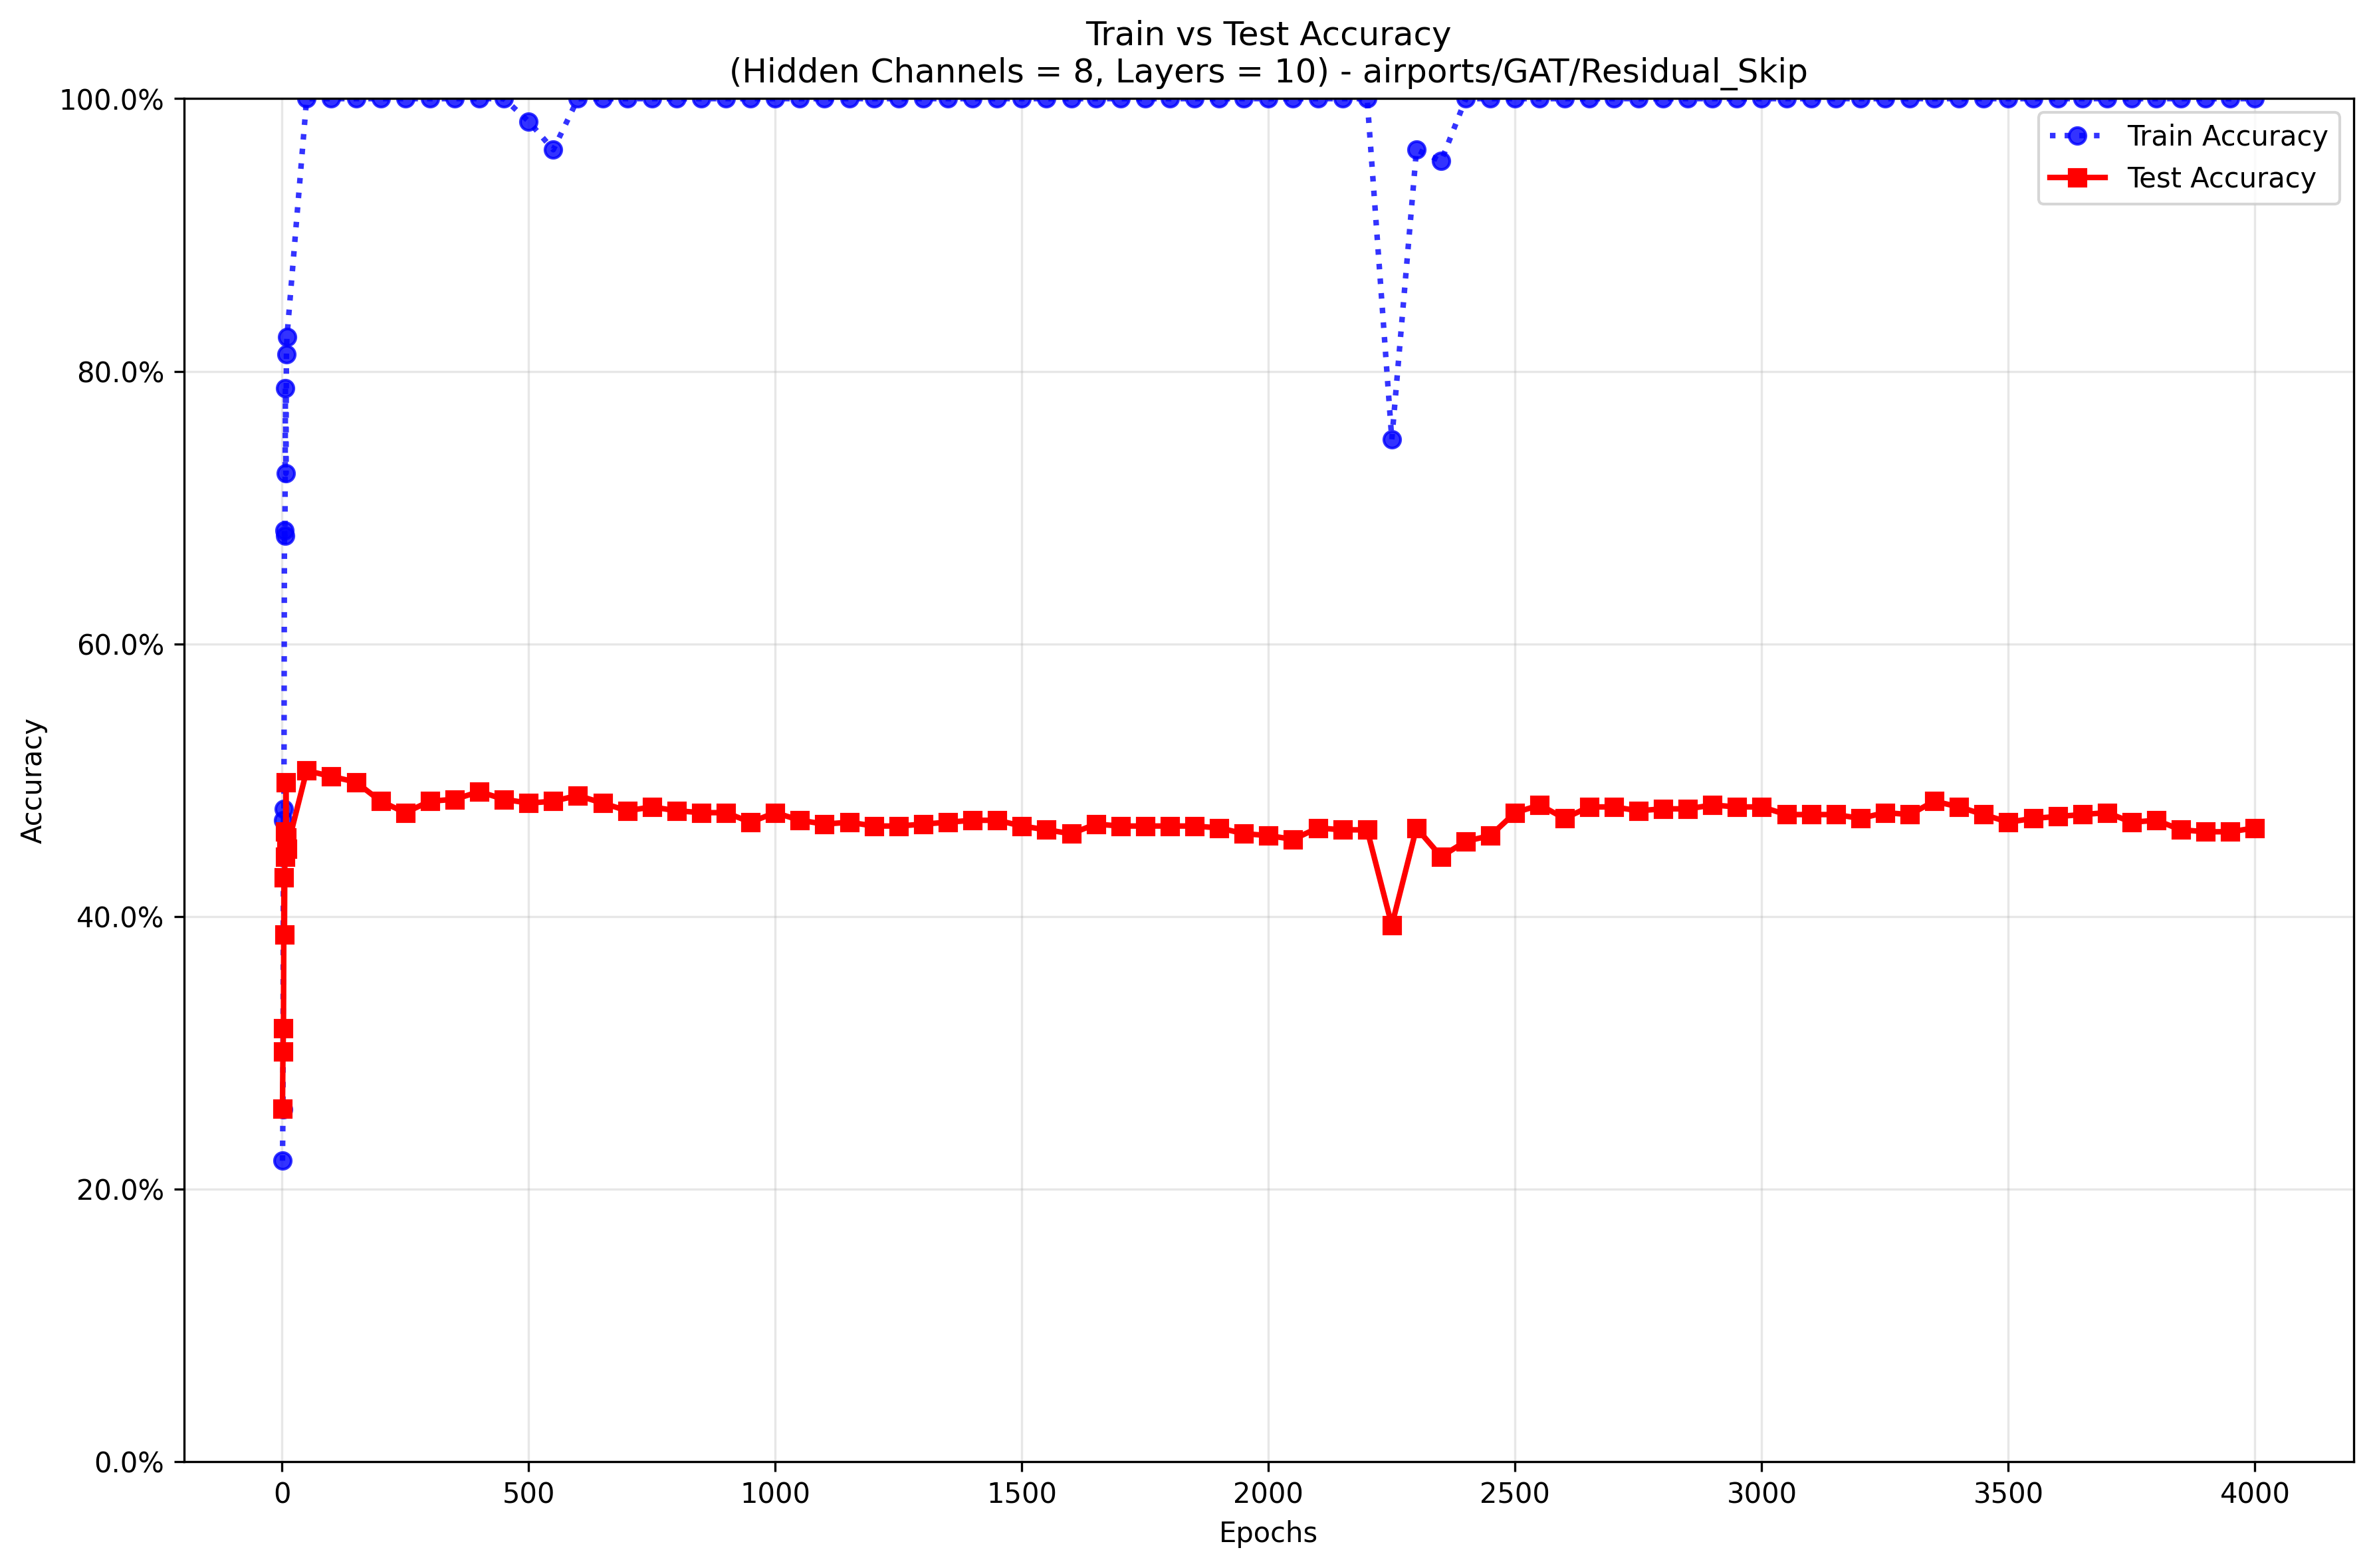 Train vs Test Accuracy
(Hidden Channels = 8, Layers = 10) - airports/GAT/Residual_Skip
Train Accuracy
Test Accuracy
Accuracy
100.0%
80.0%
60.0%
40.0%
20.0%
0.0%
0 500 1000 1500 2000 2500 3000 3500 4000
Epochs